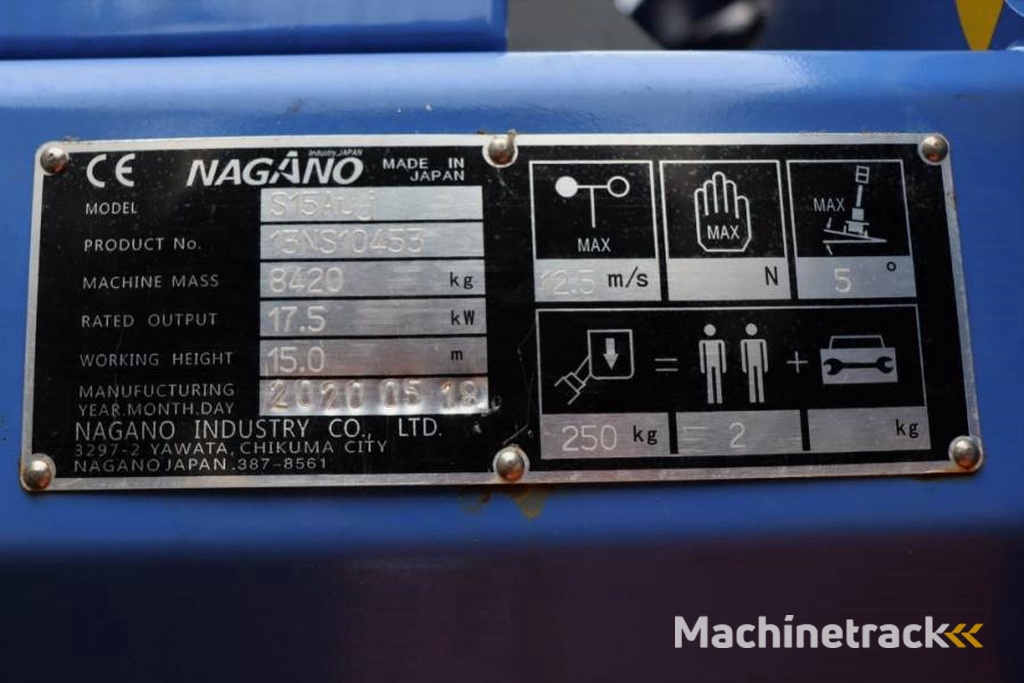 CE NAGANO Industry,JAPAN MADE IN JAPAN
MODEL S15Auj
PRODUCT No. 13NS10453
MACHINE MASS 8420 kg
RATED OUTPUT 17.5 kW
WORKING HEIGHT 15.0 m
MANUFUCTURING
YEAR.MONTH.DAY 2020 05 19
NAGANO INDUSTRY CO., LTD.
3297-2 YAWATA, CHIKUMA CITY
NAGANO JAPAN .387-8561
MAX
12.5 m/s
MAX
N
MAX
5 °
= +
250 kg = 2 kg
Machinetrack